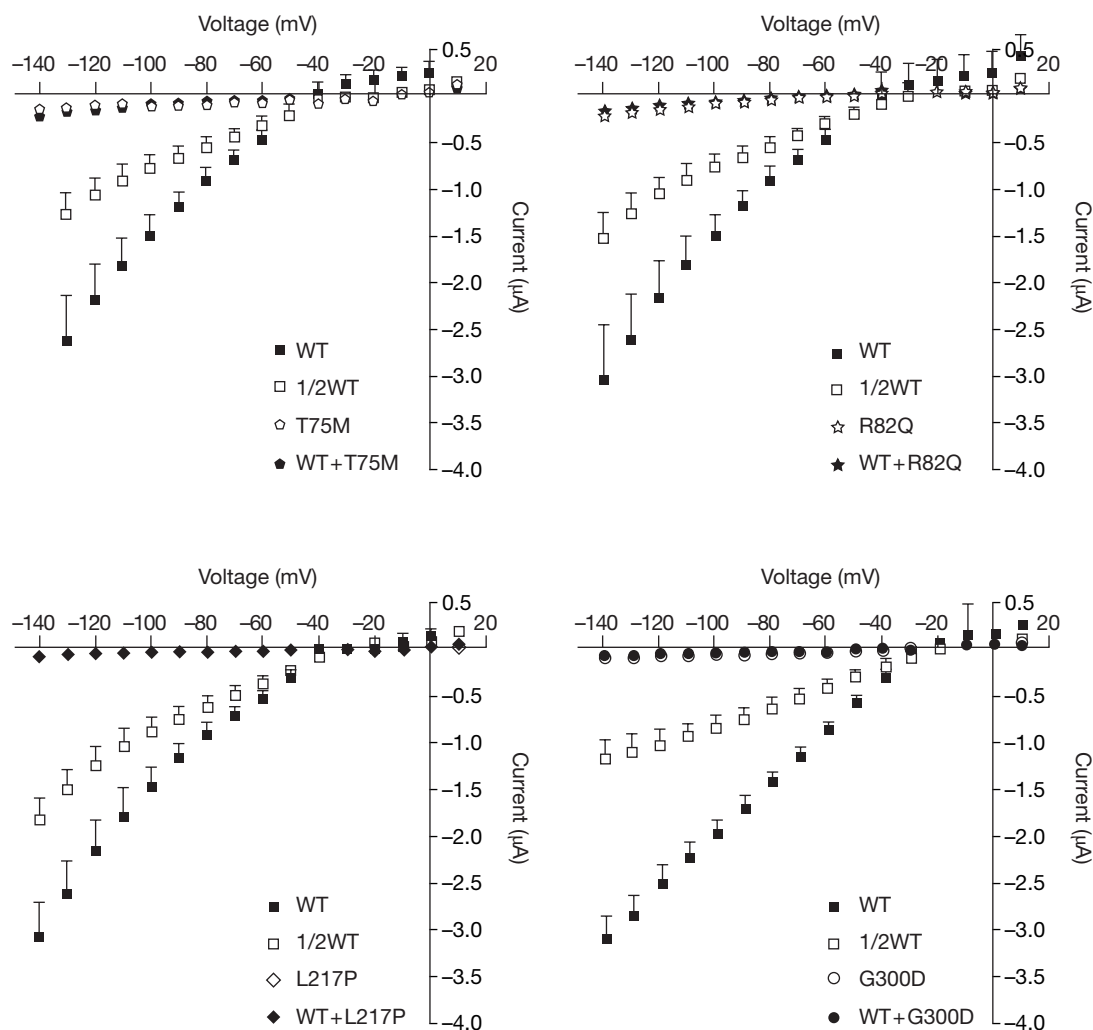 Voltage (mV)
−140 −120 −100 −80 −60 −40 −20 20
0.5
−0.5
−1.0
−1.5
−2.0
−2.5
−3.0
−3.5
−4.0
Current (μA)
WT
1/2WT
T75M
WT+T75M
Voltage (mV)
−140 −120 −100 −80 −60 −40 −20 20
0.5
−0.5
−1.0
−1.5
−2.0
−2.5
−3.0
−3.5
−4.0
Current (μA)
WT
1/2WT
R82Q
WT+R82Q
Voltage (mV)
−140 −120 −100 −80 −60 −40 −20 20
0.5
−0.5
−1.0
−1.5
−2.0
−2.5
−3.0
−3.5
−4.0
Current (μA)
WT
1/2WT
L217P
WT+L217P
Voltage (mV)
−140 −120 −100 −80 −60 −40 −20 20
0.5
−0.5
−1.0
−1.5
−2.0
−2.5
−3.0
−3.5
−4.0
Current (μA)
WT
1/2WT
G300D
WT+G300D